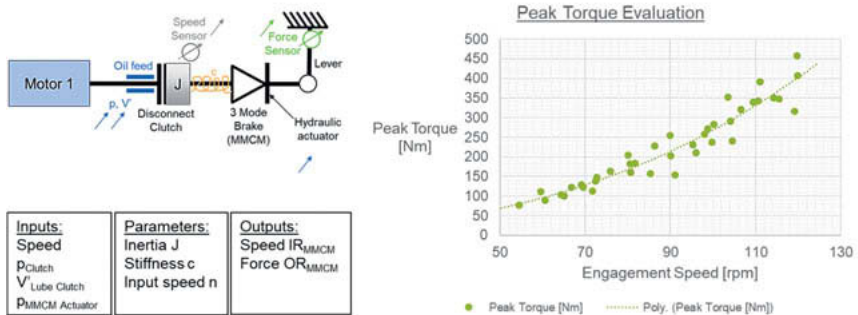 Speed
Sensor
Force
Sensor
Oil feed
c
Lever
Motor 1
J
p, V'
Disconnect
Clutch
3 Mode
Brake
(MMCM)
Hydraulic
actuator
Inputs:
Speed
pClutch
V'Lube Clutch
pMMCM Actuator
Parameters:
Inertia J
Stiffness c
Input speed n
Outputs:
Speed IRMMCM
Force ORMMCM
Peak Torque Evaluation
Peak Torque
[Nm]
500
450
400
350
300
250
200
150
100
50
0
50 70 90 110 130
Engagement Speed [rpm]
Peak Torque [Nm] Poly. (Peak Torque [Nm])